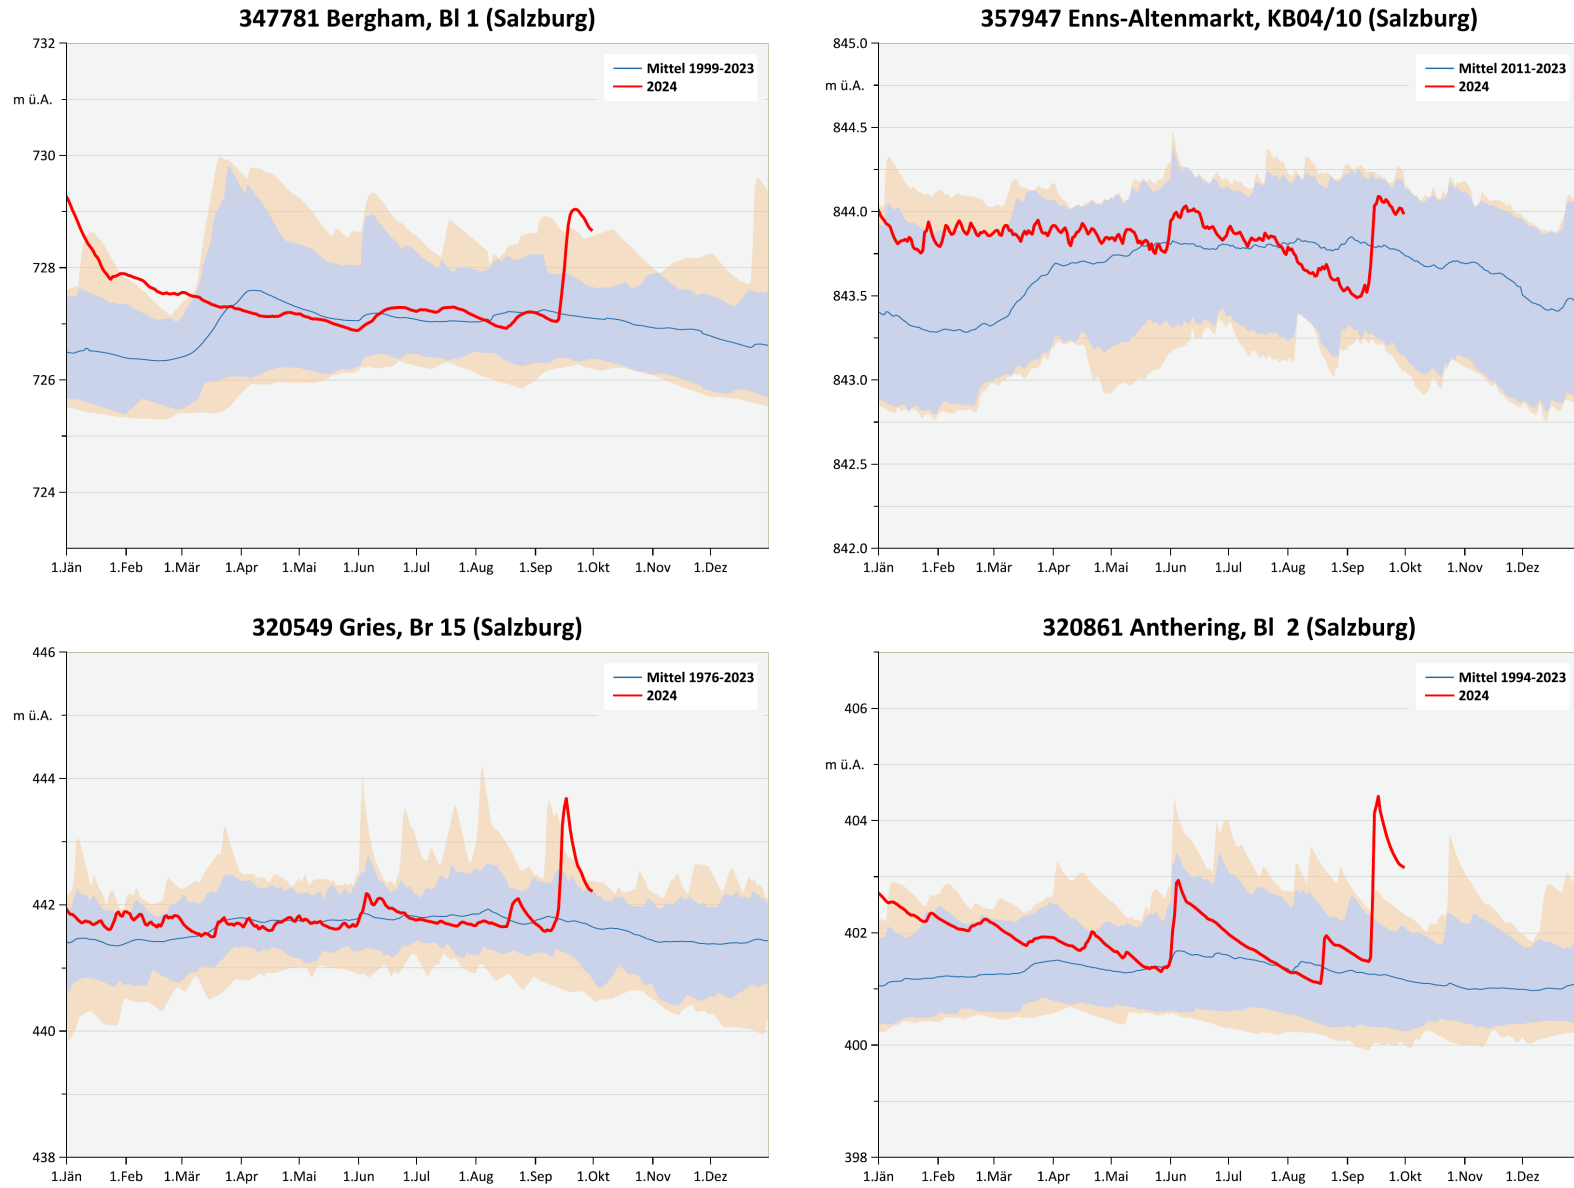 347781 Bergham, Bl 1 (Salzburg)
732
m ü.A.
730
728
726
724
Mittel 1999-2023
2024
1.Jän 1.Feb 1.Mär 1.Apr 1.Mai 1.Jun 1.Jul 1.Aug 1.Sep 1.Okt 1.Nov 1.Dez
357947 Enns-Altenmarkt, KB04/10 (Salzburg)
845.0
m ü.A.
844.5
844.0
843.5
843.0
842.5
842.0
Mittel 2011-2023
2024
1.Jän 1.Feb 1.Mär 1.Apr 1.Mai 1.Jun 1.Jul 1.Aug 1.Sep 1.Okt 1.Nov 1.Dez
320549 Gries, Br 15 (Salzburg)
446
m ü.A.
444
442
440
438
Mittel 1976-2023
2024
1.Jän 1.Feb 1.Mär 1.Apr 1.Mai 1.Jun 1.Jul 1.Aug 1.Sep 1.Okt 1.Nov 1.Dez
320861 Anthering, Bl  2 (Salzburg)
406
m ü.A.
404
402
400
398
Mittel 1994-2023
2024
1.Jän 1.Feb 1.Mär 1.Apr 1.Mai 1.Jun 1.Jul 1.Aug 1.Sep 1.Okt 1.Nov 1.Dez